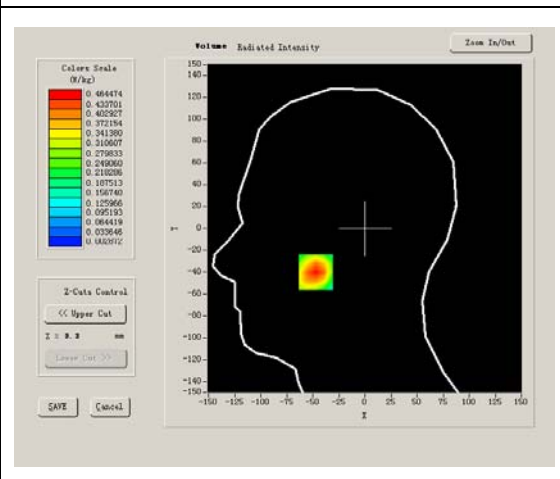 Volume Radiated Intensity
Zoom In/Out
Colors Scale
(W/kg)
0.464474
0.433701
0.402927
0.372154
0.341380
0.310607
0.279833
0.249060
0.218286
0.187513
0.156740
0.125966
0.095193
0.064419
0.033646
0.002872
Z-Cuts Control
<< Upper Cut
mm
Lower Cut >>
SAVE
Cancel
150
140
120
100
80
60
40
20
0
-20
-40
-60
-80
-100
-120
-140
-150
Y
-150 -125 -100 -75 -50 -25 0 25 50 75 100 125 150
X